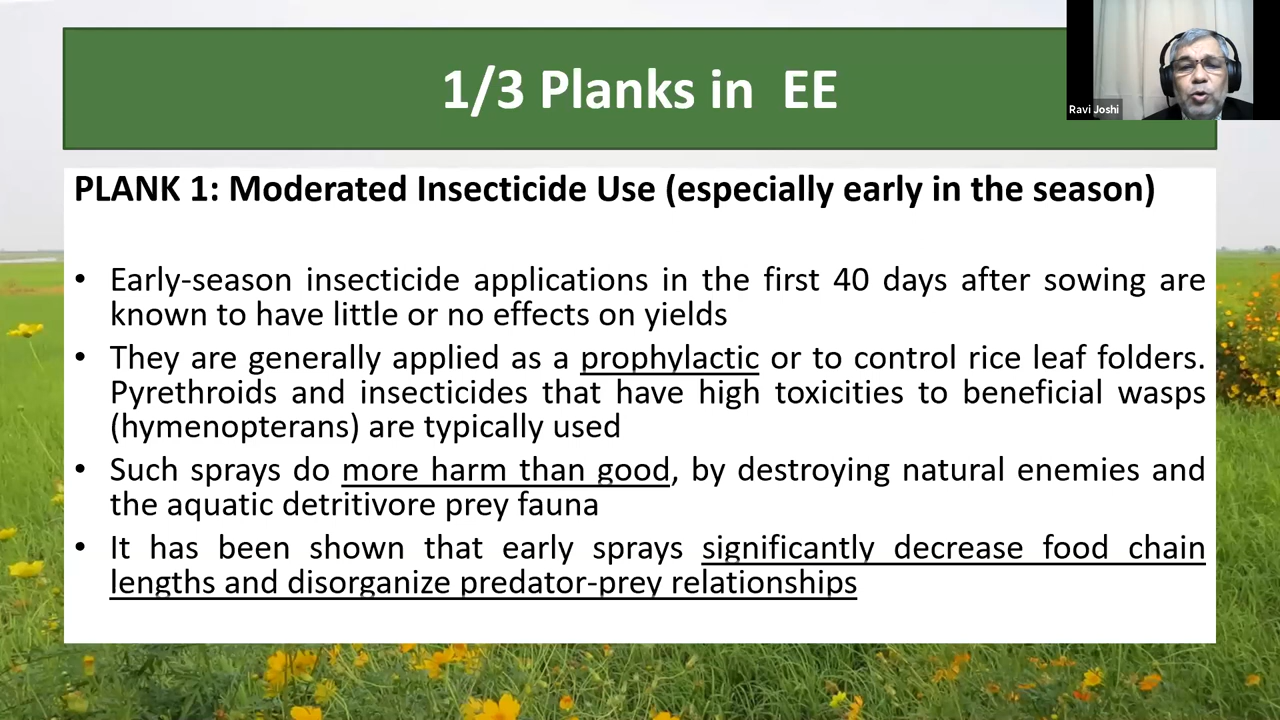 1/3 Planks in EE
Ravi Joshi
PLANK 1: Moderated Insecticide Use (especially early in the season)
• Early-season insecticide applications in the first 40 days after sowing are
known to have little or no effects on yields
• They are generally applied as a prophylactic or to control rice leaf folders.
Pyrethroids and insecticides that have high toxicities to beneficial wasps
(hymenopterans) are typically used
• Such sprays do more harm than good, by destroying natural enemies and
the aquatic detritivore prey fauna
• It has been shown that early sprays significantly decrease food chain
lengths and disorganize predator-prey relationships